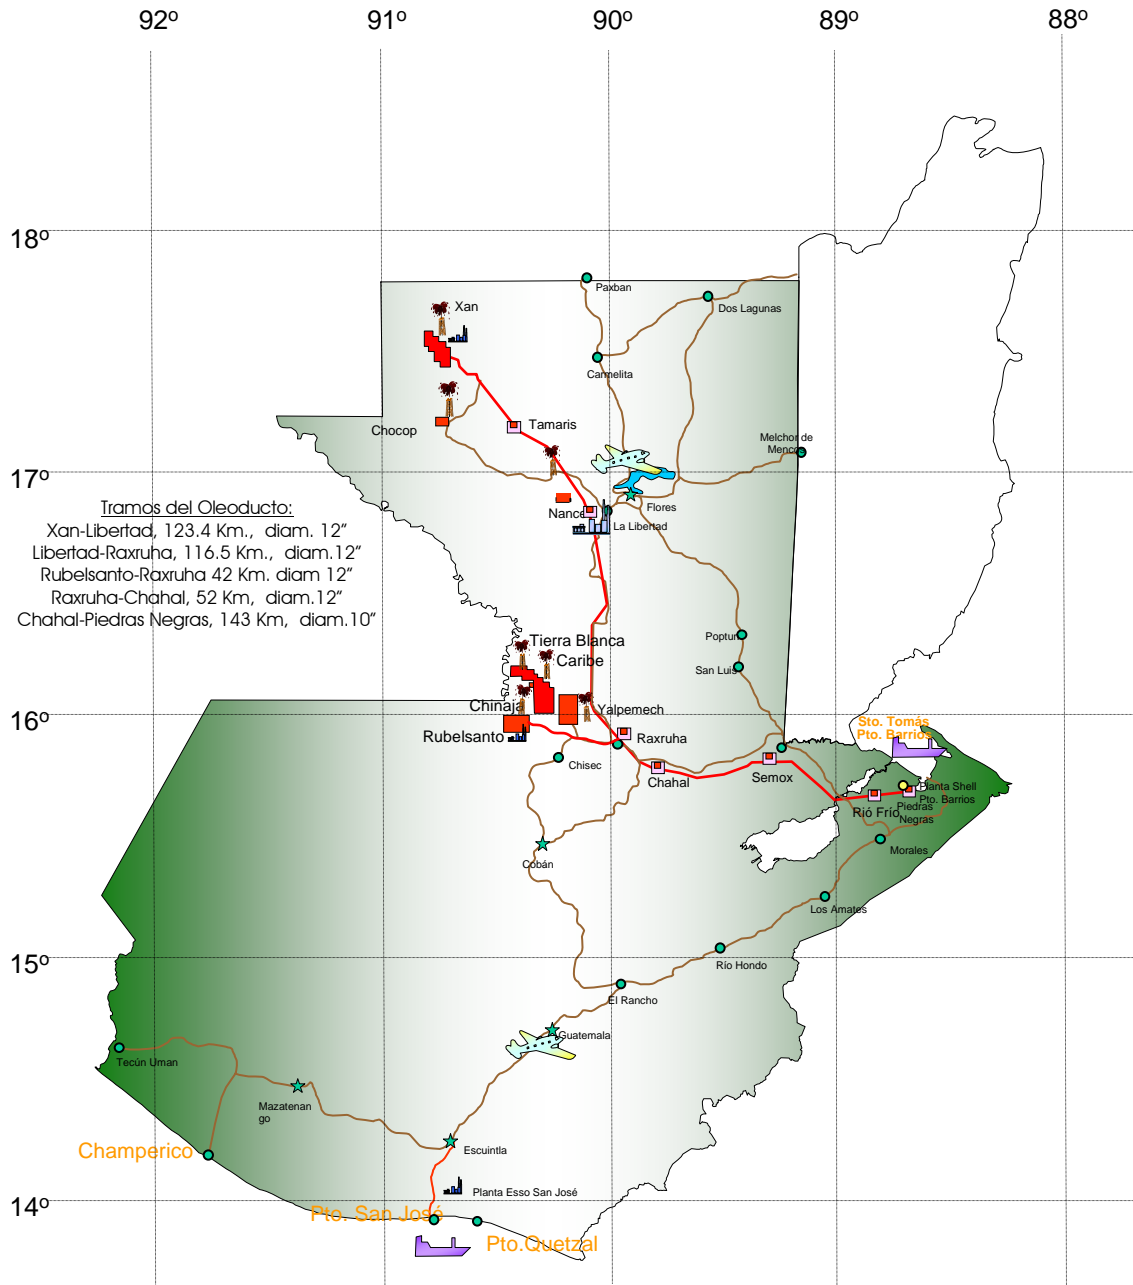 92º 91º 90º 89º 88º
18º
Paxban
Xan
Dos Lagunas
Carmelita
Tamaris
Chocop
Melchor de
Mencos
17º
Tramos del Oleoducto:
Flores
Nance
La Libertad
Xan-Libertad, 123.4 Km., diam. 12”
Libertad-Raxruha, 116.5 Km., diam.12”
Rubelsanto-Raxruha 42 Km. diam 12”
Raxruha-Chahal, 52 Km, diam.12”
Chahal-Piedras Negras, 143 Km, diam.10”
Poptun
Tierra Blanca
Caribe
San Luis
Chinaja
Yalpemech
16º
Sto. Tomás
Pto. Barrios
Rubelsanto
Raxruha
Chisec
Chahal
Semox
Planta Shell
Pto. Barrios
Rió Frío
Piedras
Negras
Morales
Cobán
Los Amates
15º
Río Hondo
El Rancho
Guatemala
Tecún Uman
Mazatenan
go
Champerico
Escuintla
14º
Planta Esso San José
Pto. San José
Pto.Quetzal